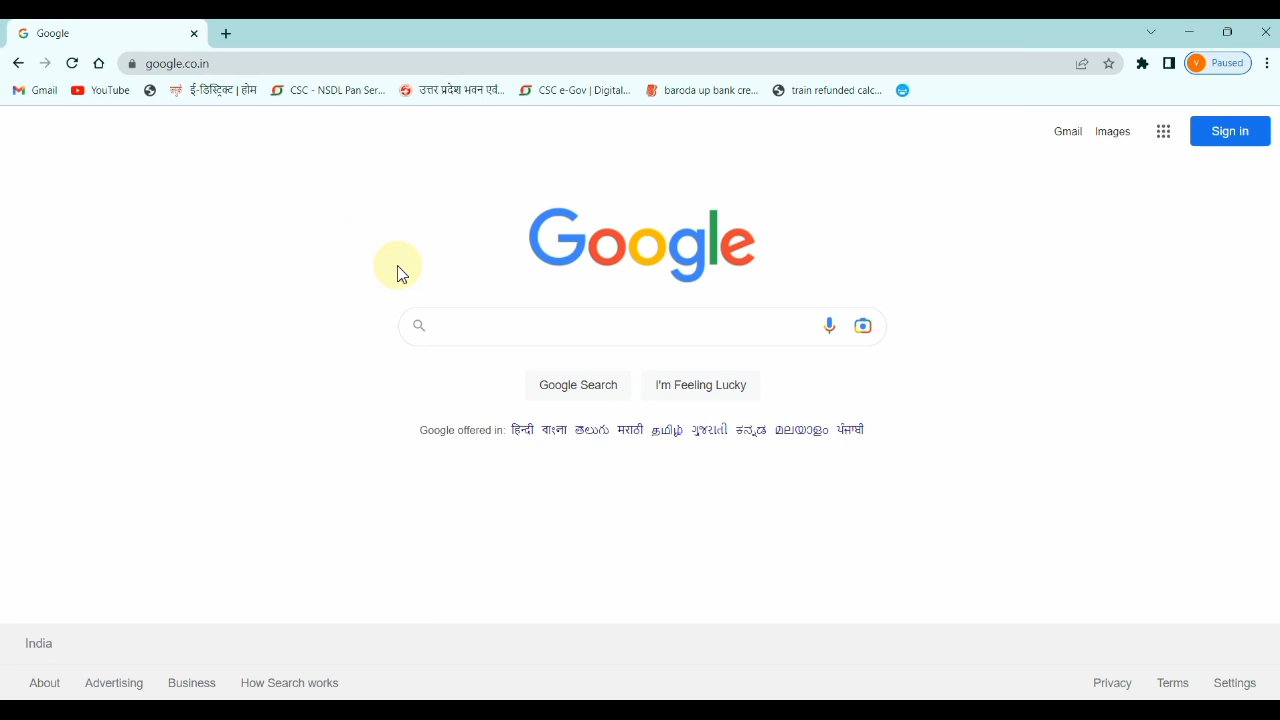 Google
google.co.in
V Paused
Gmail YouTube ई-डिस्ट्रिक्ट | होम CSC - NSDL Pan Ser... उत्तर प्रदेश भवन एवं... CSC e-Gov | Digital... baroda up bank cre... train refunded calc...
Gmail Images Sign in
Google
Google Search I'm Feeling Lucky
Google offered in: हिन्दी বাংলা తెలుగు मराठी தமிழ் ગુજરાતી ಕನ್ನಡ മലയാളം ਪੰਜਾਬੀ
India
About Advertising Business How Search works Privacy Terms Settings